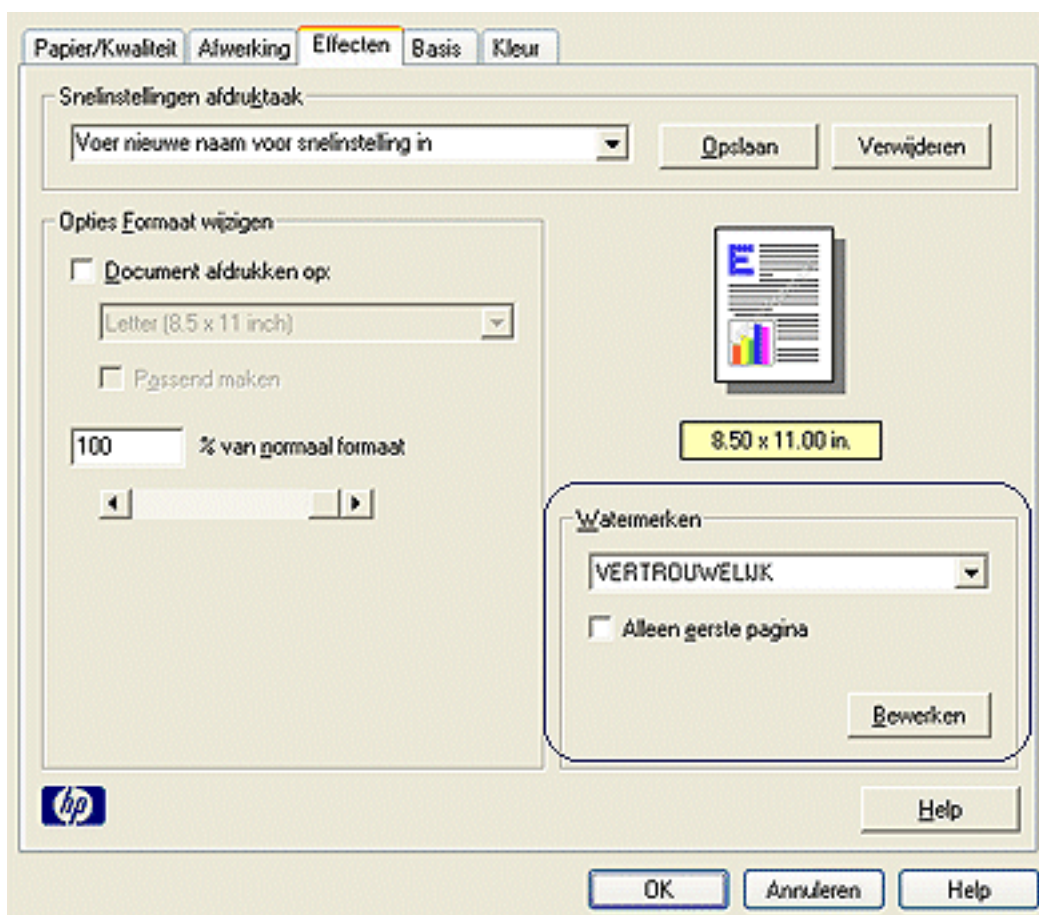 Papier/Kwaliteit Afwerking Effecten Basis Kleur
Snelinstellingen afdruktaak
Voer nieuwe naam voor snelinstelling in Opslaan Verwijderen
Opties Formaat wijzigen
Document afdrukken op:
Letter (8.5 x 11 inch)
Passend maken
100 % van normaal formaat
E
8.50 x 11.00 in.
Watermerken
VERTROUWELIJK
Alleen eerste pagina
Bewerken
hp Help
OK Annuleren Help